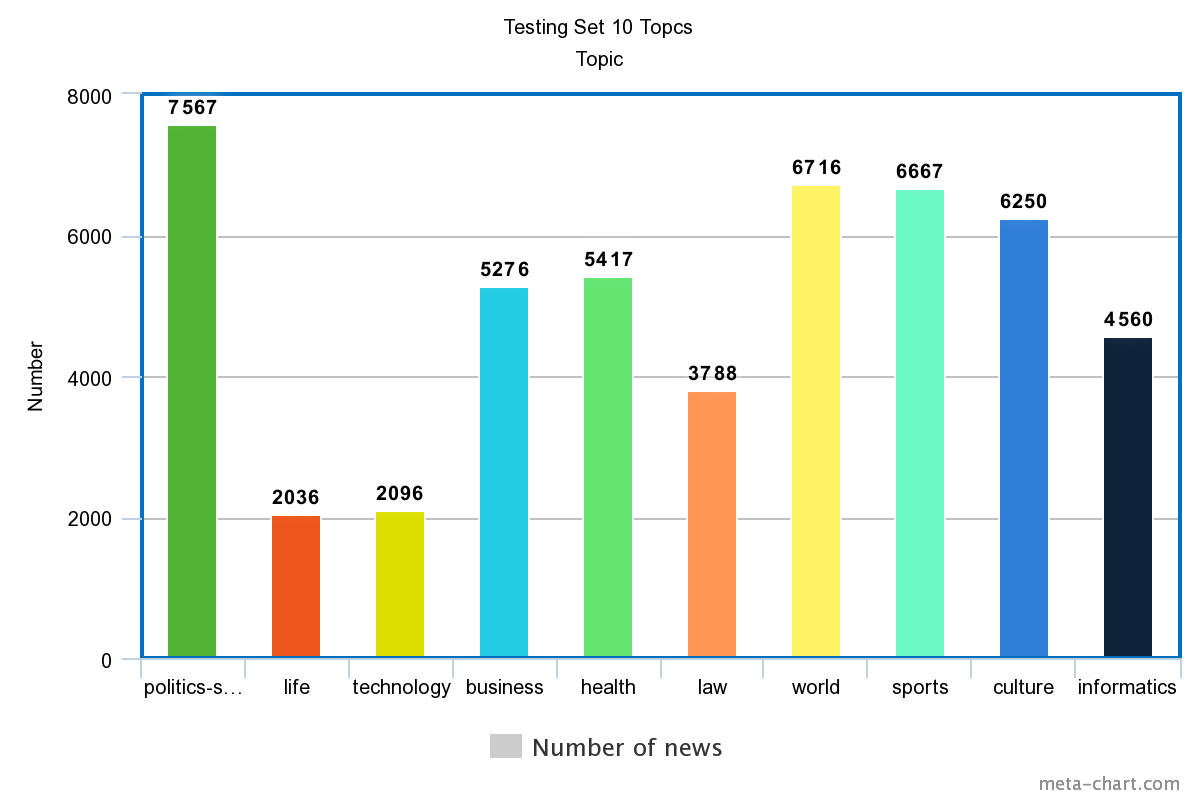 Testing Set 10 Topcs
Topic
8000
6000
4000
2000
0
Number
7567
2036
2096
5276
5417
3788
6716
6667
6250
4560
politics-s...
life
technology
business
health
law
world
sports
culture
informatics
Number of news
meta-chart.com